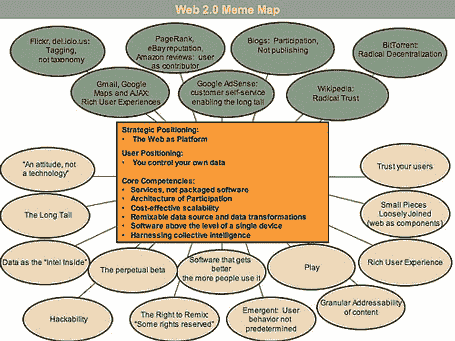 Web 2.0 Meme Map
Flickr, del.icio.us:
Tagging,
not taxonomy
PageRank,
eBay reputation,
Amazon reviews: user
as contributor
Blogs: Participation,
Not publishing
BitTorrent:
Radical Decentralization
Gmail, Google
Maps and AJAX:
Rich User Experiences
Google AdSense:
customer self-service
enabling the long tail
Wikipedia:
Radical Trust
Strategic Positioning:
• The Web as Platform
User Positioning:
• You control your own data
Core Competencies:
• Services, not packaged software
• Architecture of Participation
• Cost-effective scalability
• Remixable data source and data transformations
• Software above the level of a single device
• Harnessing collective intelligence
"An attitude, not
a technology"
Trust your users
The Long Tail
Small Pieces
Loosely Joined
(web as components)
Data as the "Intel Inside"
The perpetual beta
Software that gets
better
the more people use it
Play
Rich User Experience
Hackability
The Right to Remix:
"Some rights reserved"
Emergent: User
behavior not
predetermined
Granular Addressability
of content